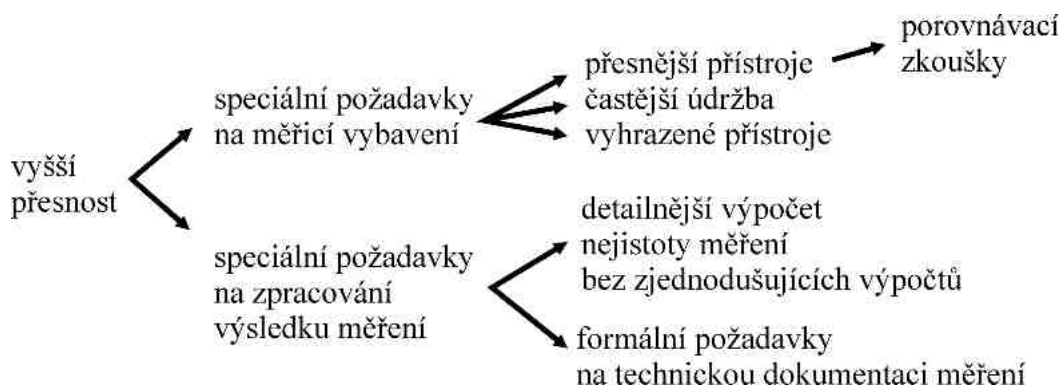 vyšší
přesnost
speciální požadavky
na měřicí vybavení
přesnější přístroje
častější údržba
vyhrazené přístroje
porovnávací
zkoušky
speciální požadavky
na zpracování
výsledku měření
detailnější výpočet
nejistoty měření
bez zjednodušujících výpočtů
formální požadavky
na technickou dokumentaci měření